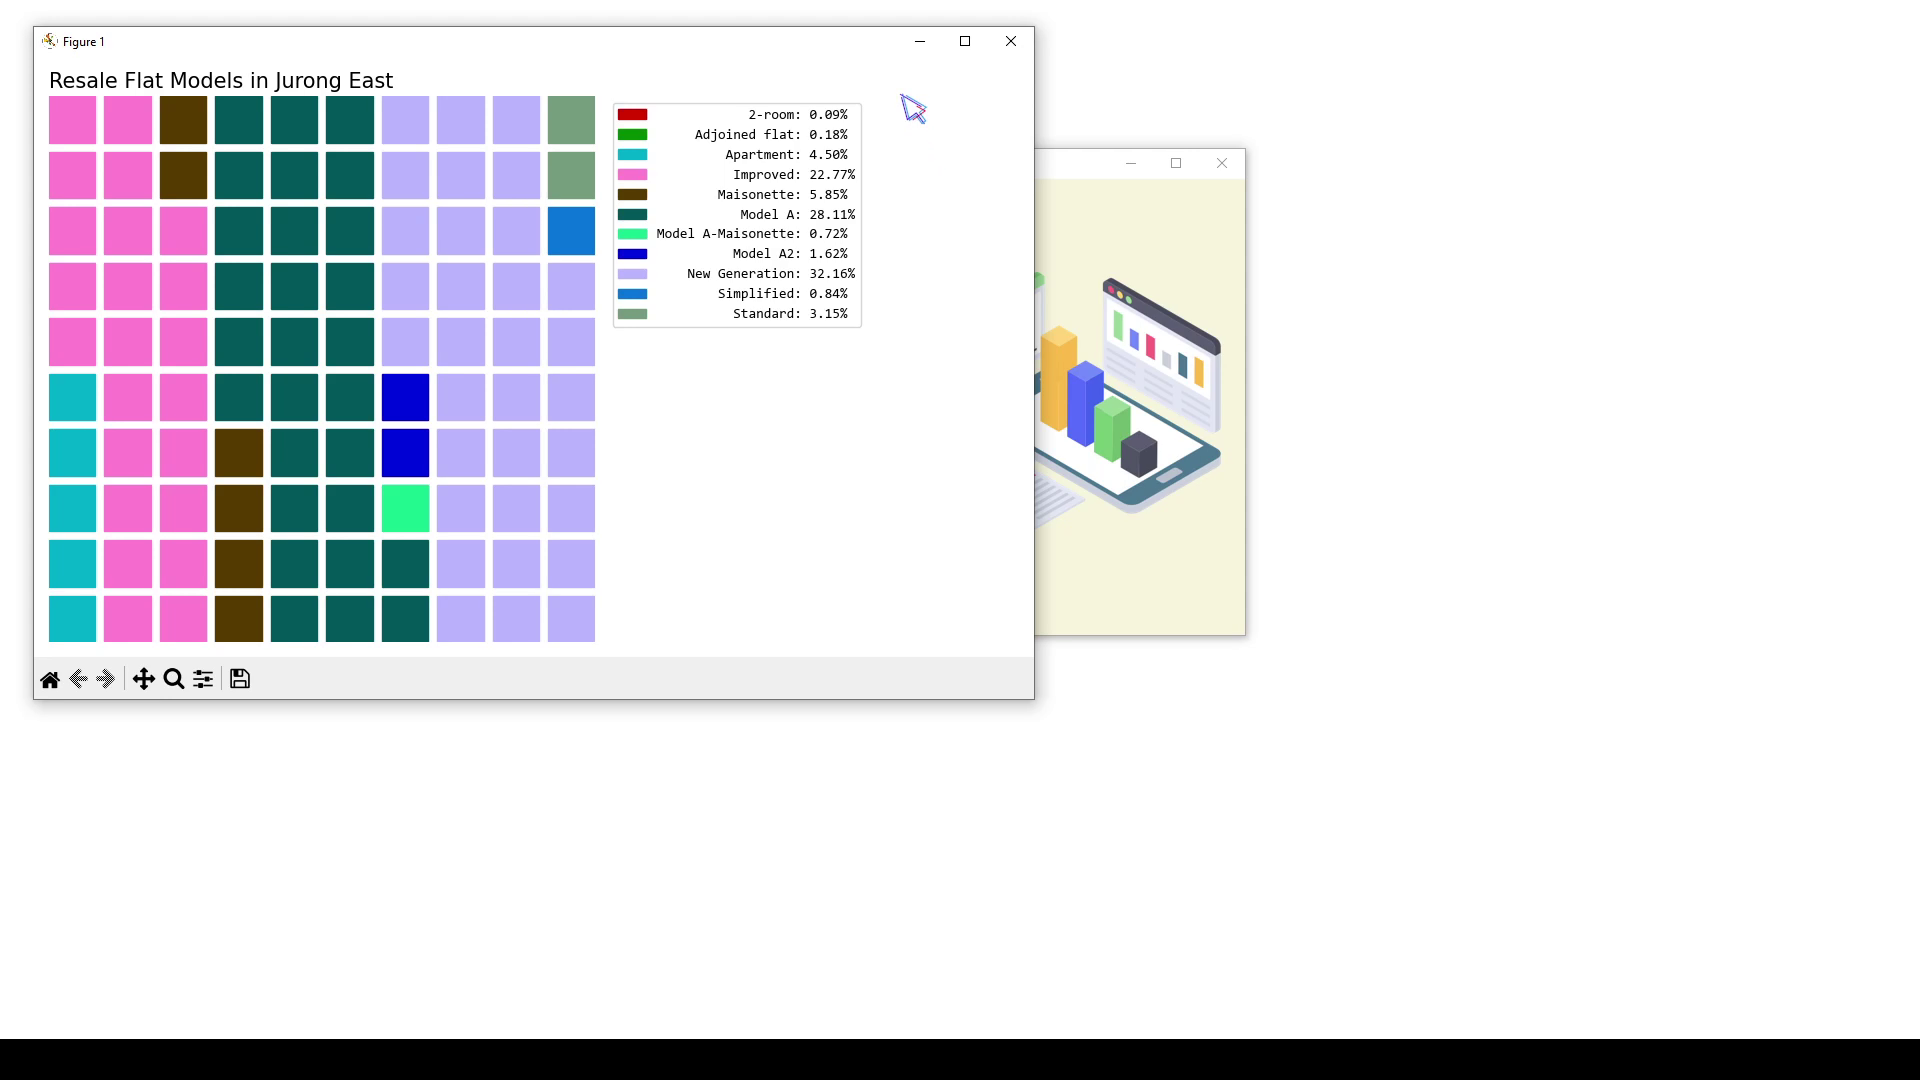 Figure 1
Resale Flat Models in Jurong East
2-room: 0.09%
Adjoined flat: 0.18%
Apartment: 4.50%
Improved: 22.77%
Maisonette: 5.85%
Model A: 28.11%
Model A-Maisonette: 0.72%
Model A2: 1.62%
New Generation: 32.16%
Simplified: 0.84%
Standard: 3.15%